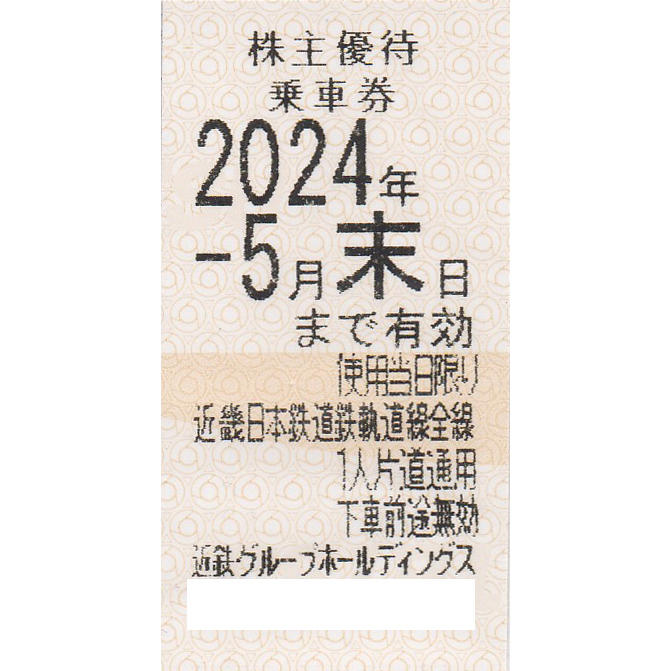 株主優待
乗車券
2024年
-5月末日
まで有効
使用当日限り
近畿日本鉄道鉄軌道線全線
1人片道通用
下車前途無効
近鉄グループホールディングス